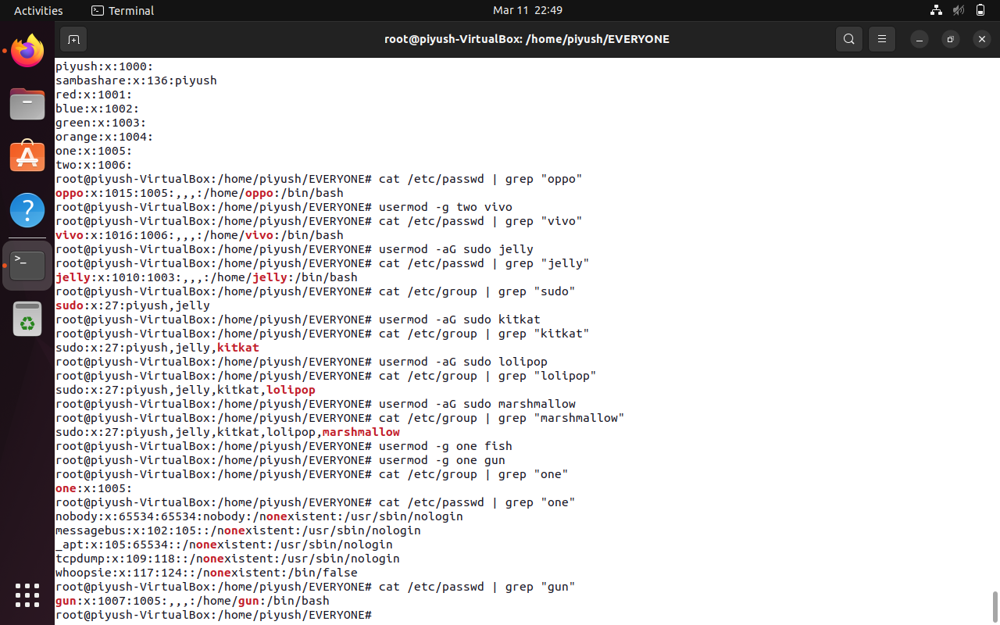 Activities
Terminal
Mar 11 22:49
root@piyush-VirtualBox: /home/piyush/EVERYONE
piyush:x:1000:
sambashare:x:136:piyush
red:x:1001:
blue:x:1002:
green:x:1003:
orange:x:1004:
one:x:1005:
two:x:1006:
root@piyush-VirtualBox:/home/piyush/EVERYONE# cat /etc/passwd | grep "oppo"
oppo:x:1015:1005:,,,:/home/oppo:/bin/bash
root@piyush-VirtualBox:/home/piyush/EVERYONE# usermod -g two vivo
root@piyush-VirtualBox:/home/piyush/EVERYONE# cat /etc/passwd | grep "vivo"
vivo:x:1016:1006:,,,:/home/vivo:/bin/bash
root@piyush-VirtualBox:/home/piyush/EVERYONE# usermod -aG sudo jelly
root@piyush-VirtualBox:/home/piyush/EVERYONE# cat /etc/passwd | grep "jelly"
jelly:x:1010:1003:,,,:/home/jelly:/bin/bash
root@piyush-VirtualBox:/home/piyush/EVERYONE# cat /etc/group | grep "sudo"
sudo:x:27:piyush,jelly
root@piyush-VirtualBox:/home/piyush/EVERYONE# usermod -aG sudo kitkat
root@piyush-VirtualBox:/home/piyush/EVERYONE# cat /etc/group | grep "kitkat"
sudo:x:27:piyush,jelly,kitkat
root@piyush-VirtualBox:/home/piyush/EVERYONE# usermod -aG sudo lolipop
root@piyush-VirtualBox:/home/piyush/EVERYONE# cat /etc/group | grep "lolipop"
sudo:x:27:piyush,jelly,kitkat,lolipop
root@piyush-VirtualBox:/home/piyush/EVERYONE# usermod -aG sudo marshmallow
root@piyush-VirtualBox:/home/piyush/EVERYONE# cat /etc/group | grep "marshmallow"
sudo:x:27:piyush,jelly,kitkat,lolipop,marshmallow
root@piyush-VirtualBox:/home/piyush/EVERYONE# usermod -g one fish
root@piyush-VirtualBox:/home/piyush/EVERYONE# usermod -g one gun
root@piyush-VirtualBox:/home/piyush/EVERYONE# cat /etc/group | grep "one"
one:x:1005:
root@piyush-VirtualBox:/home/piyush/EVERYONE# cat /etc/passwd | grep "one"
nobody:x:65534:65534:nobody:/nonexistent:/usr/sbin/nologin
messagebus:x:102:105::/nonexistent:/usr/sbin/nologin
_apt:x:105:65534::/nonexistent:/usr/sbin/nologin
tcpdump:x:109:118::/nonexistent:/usr/sbin/nologin
whoopsie:x:117:124::/nonexistent:/bin/false
root@piyush-VirtualBox:/home/piyush/EVERYONE# cat /etc/passwd | grep "gun"
gun:x:1007:1005:,,,:/home/gun:/bin/bash
root@piyush-VirtualBox:/home/piyush/EVERYONE#